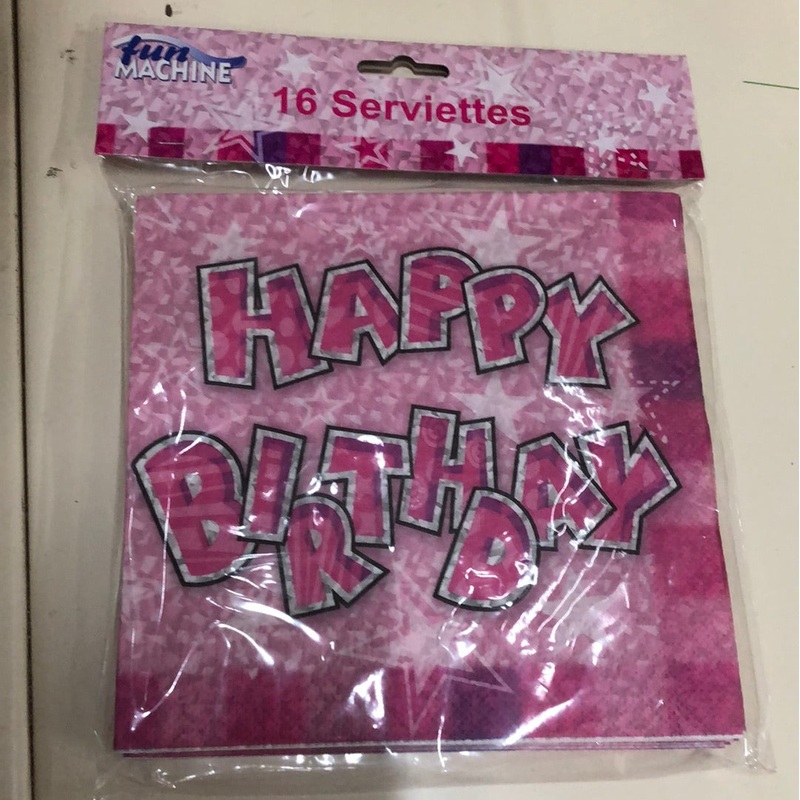 fun
MACHINE
16 Serviettes
HAPPY
BIRTHDAY